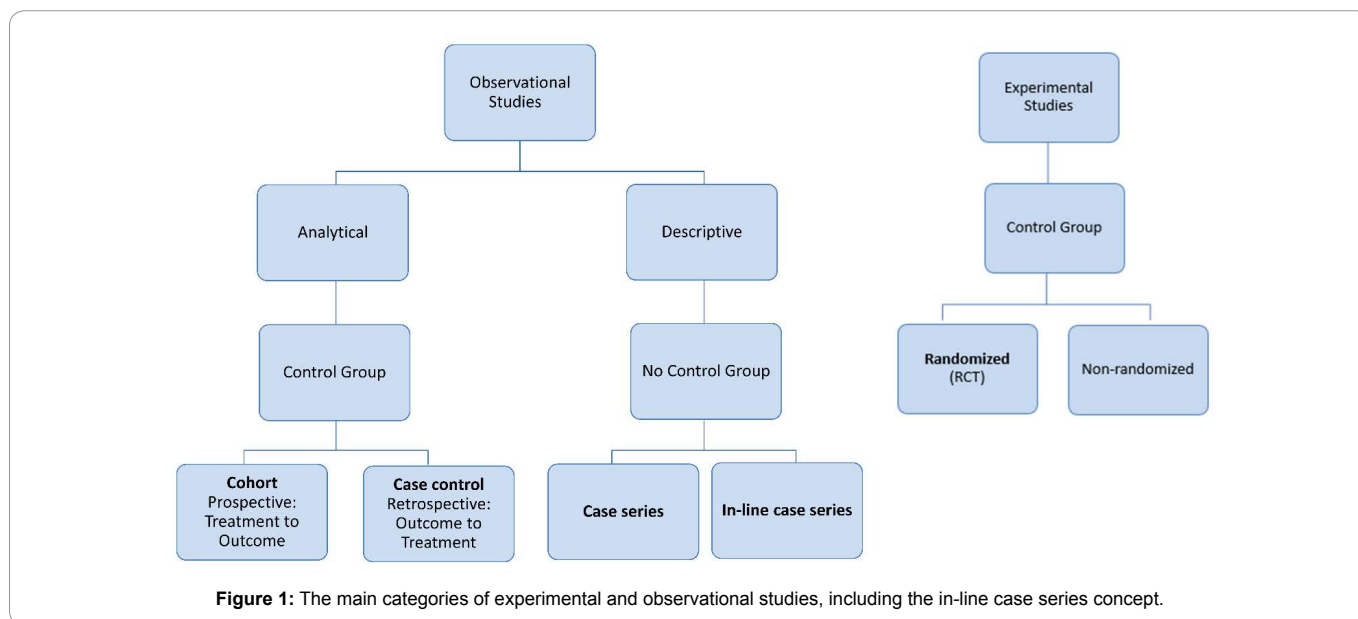 Observational
Studies
Analytical
Descriptive
Control Group
No Control Group
Cohort
Prospective:
Treatment to
Outcome
Case control
Retrospective:
Outcome to
Treatment
Case series
In-line case series
Experimental
Studies
Control Group
Randomized
(RCT)
Non-randomized
Figure 1: The main categories of experimental and observational studies, including the in-line case series concept.